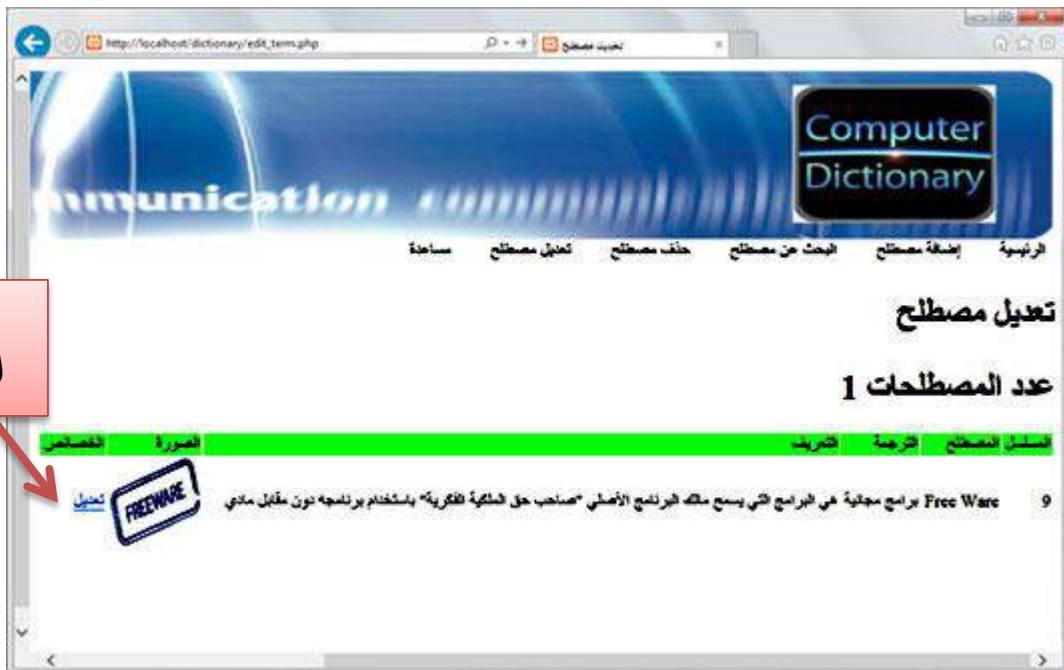 http://localhost/dictionary/edit_term.php
تعديل مصطلح
Computer
Dictionary
mmunication
الرئيسية إضافة مصطلح البحث عن مصطلح حذف مصطلح تعديل مصطلح مساعدة
تعديل مصطلح
عدد المصطلحات 1
المسلسل المصطلح الترجمة التعريف الصورة الخصائص
9 Free Ware برامج مجانية هي البرامج التي يسمح مالك البرنامج الأصلي "صاحب حق الملكية الفكرية" باستخدام برنامجه دون مقابل مادي FREEWARE تعديل